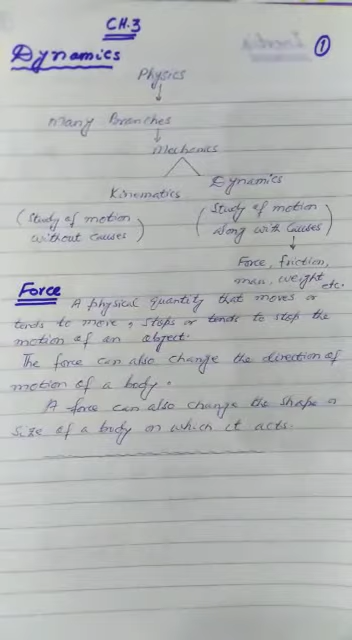 CH.3
Dynamics
1
Physics
Many Branches
Mechanics
Kinematics
Dynamics
(Study of motion without causes)
(Study of motion along with causes)
Force, friction,
mass, weight etc.
Force
A physical quantity that moves or
tends to move, stops or tends to stop the
motion of an object.
The force can also change the direction of
motion of a body.
A force can also change the shape or
size of a body on which it acts.